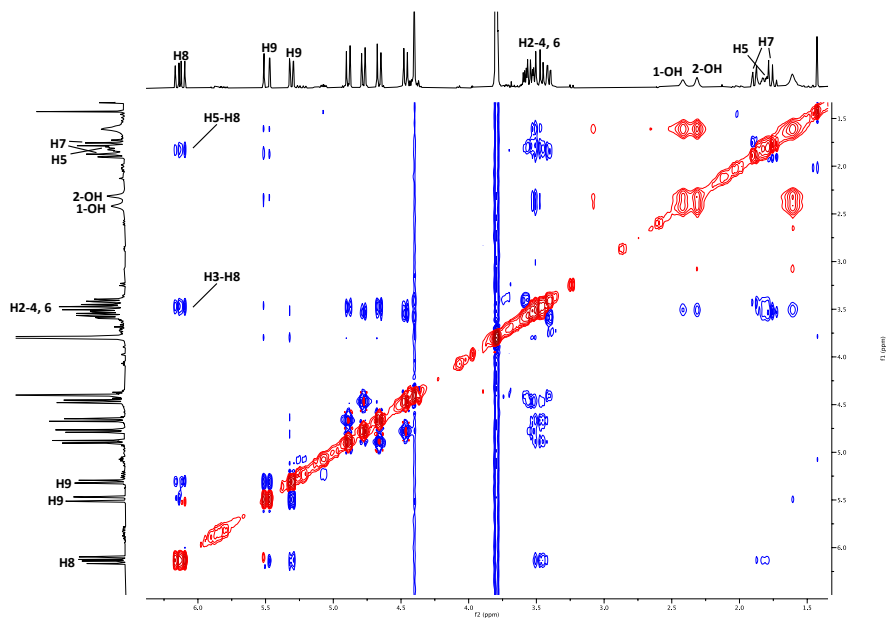 H8
H9
H9
H2-4, 6
H5
H7
1-OH
2-OH
H7
H5
2-OH
1-OH
H2-4, 6
H9
H9
H8
H5-H8
H3-H8
1.5
2.0
2.5
3.0
3.5
4.0
4.5
5.0
5.5
6.0
f1 (ppm)
6.0 5.5 5.0 4.5 4.0 3.5 3.0 2.5 2.0 1.5
f2 (ppm)